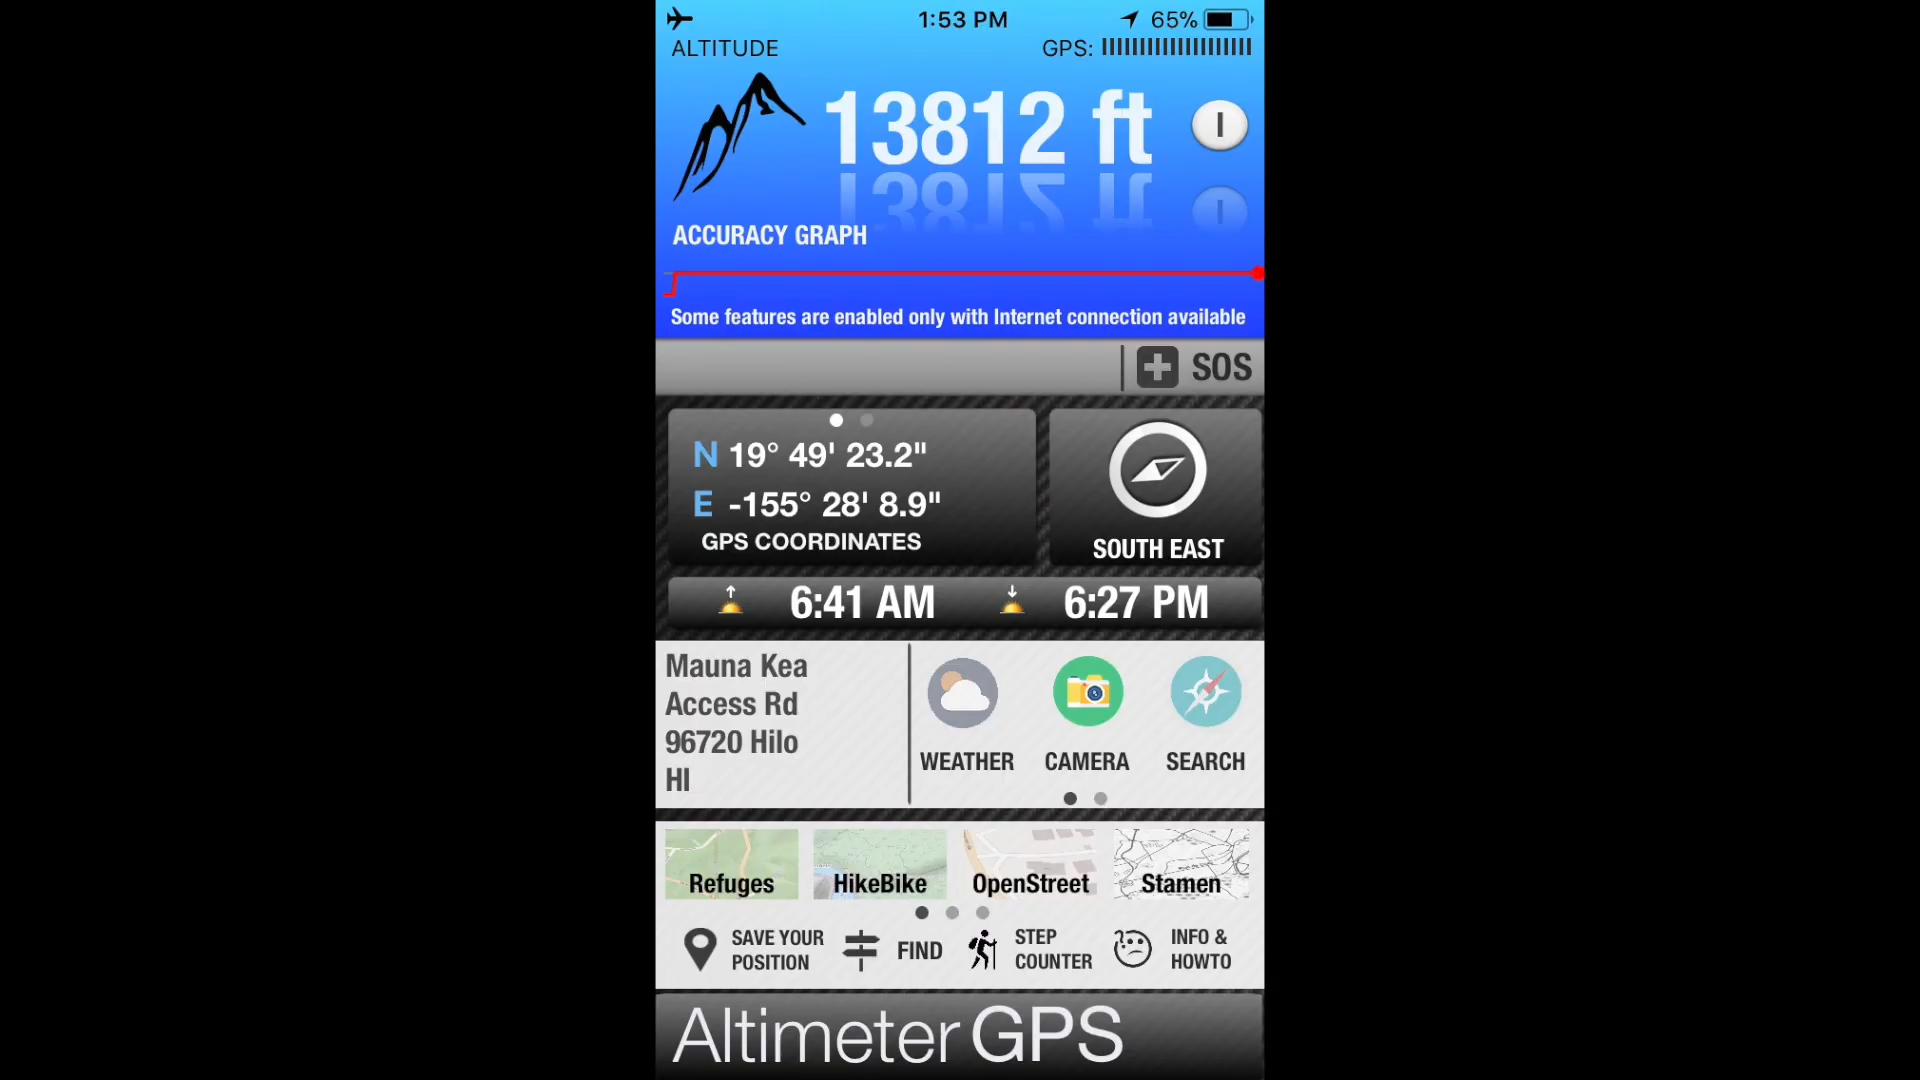 1:53 PM
65%
ALTITUDE
GPS:
13812 ft
ACCURACY GRAPH
Some features are enabled only with Internet connection available
SOS
N 19° 49' 23.2"
E -155° 28' 8.9"
GPS COORDINATES
SOUTH EAST
6:41 AM
6:27 PM
Mauna Kea
Access Rd
96720 Hilo
HI
WEATHER
CAMERA
SEARCH
Refuges
HikeBike
OpenStreet
Stamen
SAVE YOUR
POSITION
FIND
STEP
COUNTER
INFO &
HOWTO
Altimeter GPS